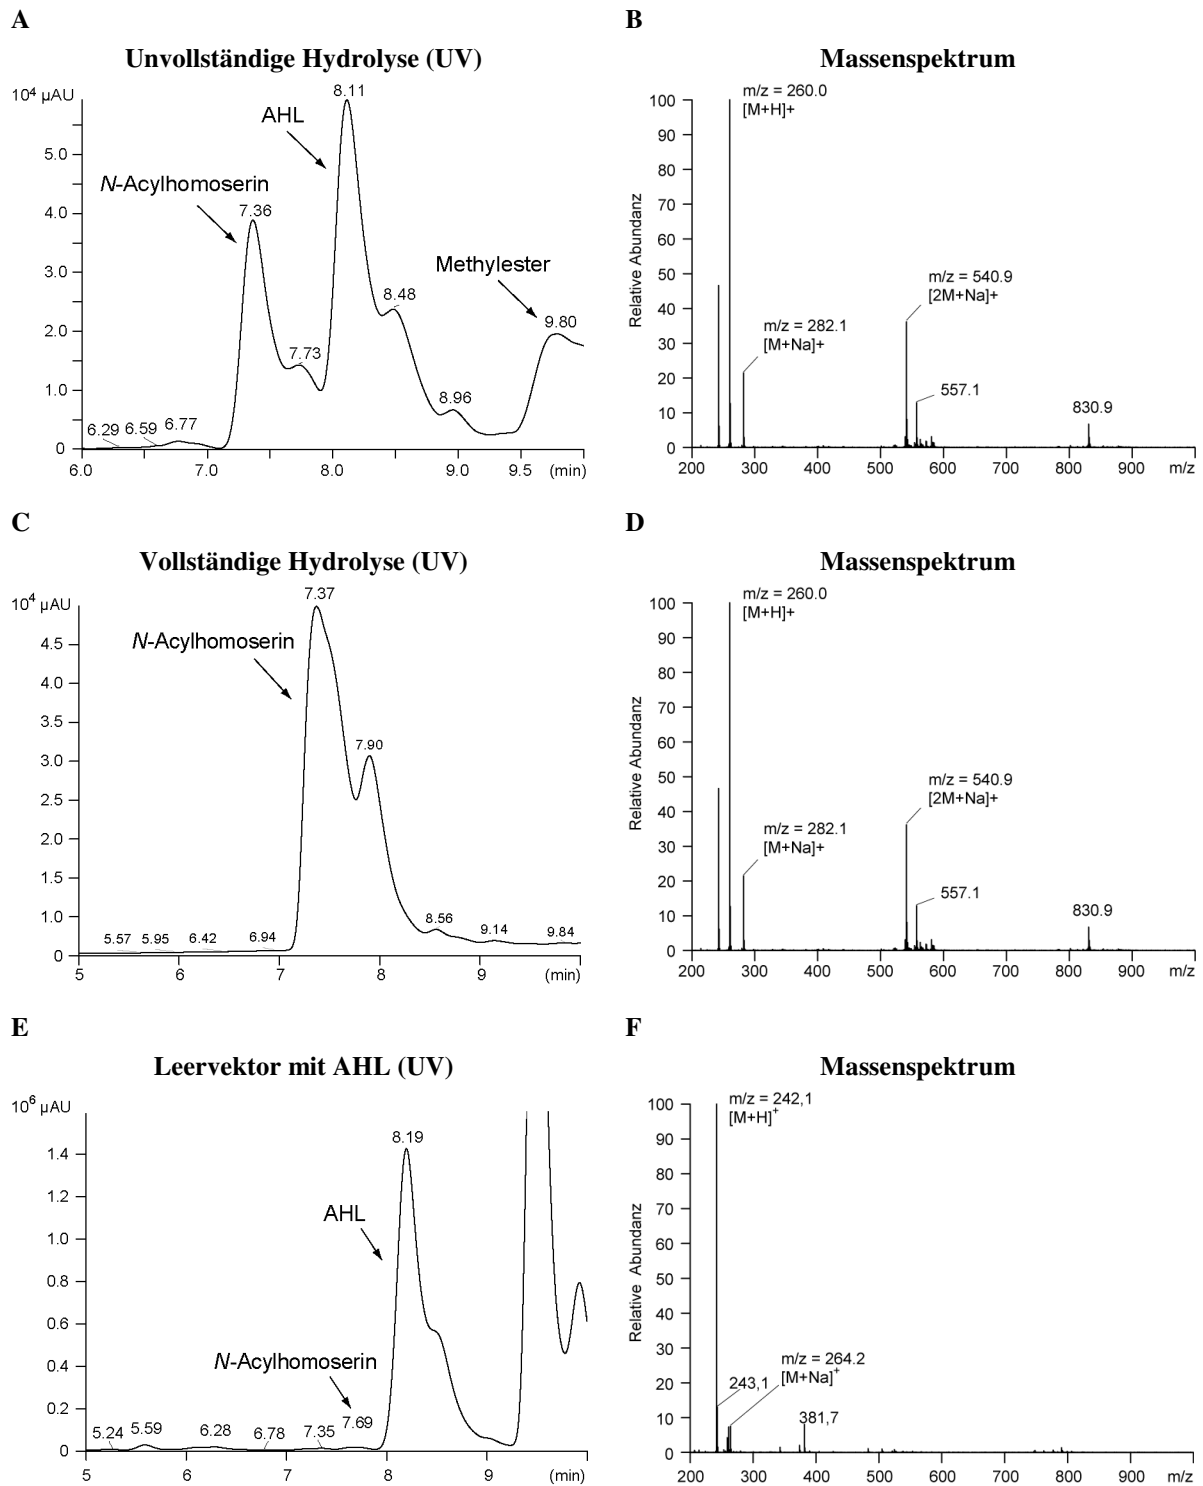 A
Unvollständige Hydrolyse (UV)
10⁴ µAU
5.0
4.0
3.0
2.0
1.0
0
6.0 7.0 8.0 9.0 9.5 (min)
N-Acylhomoserin
AHL
Methylester
6.29 6.59 6.77 7.36 7.73 8.11 8.48 8.96 9.80
B
Massenspektrum
Relative Abundanz
100
90
80
70
60
50
40
30
20
10
0
200 300 400 500 600 700 800 900 m/z
m/z = 260.0
[M+H]+
m/z = 282.1
[M+Na]+
m/z = 540.9
[2M+Na]+
557.1
830.9
C
Vollständige Hydrolyse (UV)
10⁴ µAU
4.5
4.0
3.5
3.0
2.5
2.0
1.5
1.0
0
5 6 7 8 9 (min)
N-Acylhomoserin
5.57 5.95 6.42 6.94 7.37 7.90 8.56 9.14 9.84
D
Massenspektrum
Relative Abundanz
100
90
80
70
60
50
40
30
20
10
0
200 300 400 500 600 700 800 900 m/z
m/z = 260.0
[M+H]+
m/z = 282.1
[M+Na]+
m/z = 540.9
[2M+Na]+
557.1
830.9
E
Leervektor mit AHL (UV)
10⁶ µAU
1.4
1.2
1.0
0.8
0.6
0.4
0.2
0
5 6 7 8 9 (min)
AHL
N-Acylhomoserin
5.24 5.59 6.28 6.78 7.35 7.69 8.19
F
Massenspektrum
Relative Abundanz
100
90
80
70
60
50
40
30
20
10
0
200 300 400 500 600 700 800 900 m/z
m/z = 242,1
[M+H]⁺
m/z = 264.2
[M+Na]⁺
243,1
381,7